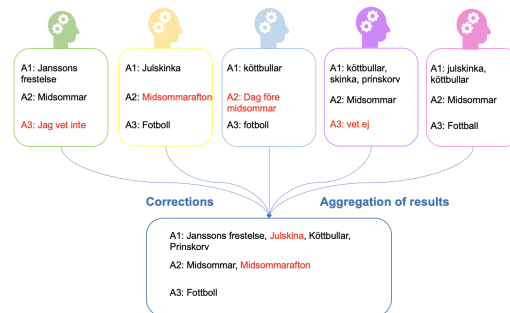 A1: Janssons
frestelse
A2: Midsommar
A3: Jag vet inte
A1: Julskinka
A2: Midsommarafton
A3: Fotboll
A1: köttbullar
A2: Dag före
midsommar
A3: fotboll
A1: köttbullar,
skinka, prinskorv
A2: Midsommar
A3: vet ej
A1: julskinka,
köttbullar
A2: Midsommar
A3: Fottball
Corrections
Aggregation of results
A1: Janssons frestelse, Julskina, Köttbullar,
Prinskorv
A2: Midsommar, Midsommarafton
A3: Fottboll